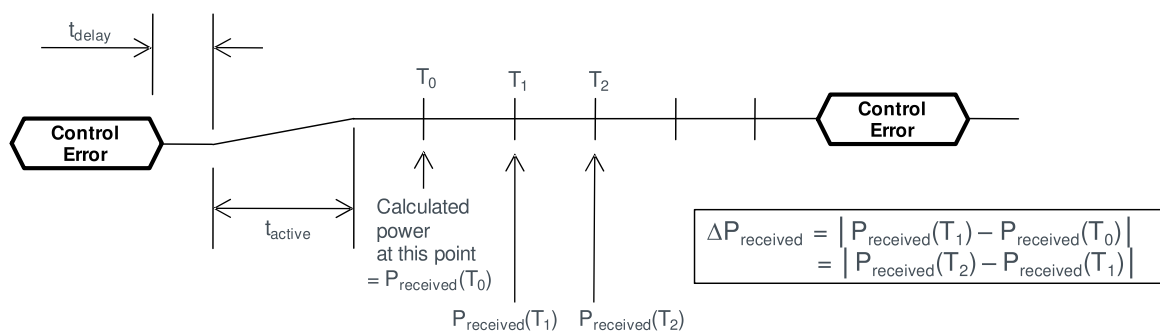 t_delay
T_0
T_1
T_2
Control
Error
Control
Error
t_active
Calculated
power
at this point
= P_received(T_0)
P_received(T_1)
P_received(T_2)
ΔP_received = | P_received(T_1) – P_received(T_0)|
= | P_received(T_2) – P_received(T_1)|